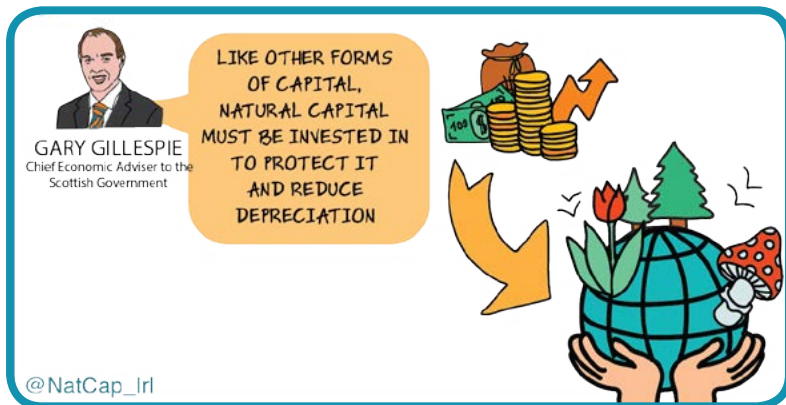 LIKE OTHER FORMS
OF CAPITAL,
NATURAL CAPITAL
MUST BE INVESTED IN
TO PROTECT IT
AND REDUCE
DEPRECIATION
GARY GILLESPIE
Chief Economic Adviser to the
Scottish Government
100
$
@NatCap_Irl